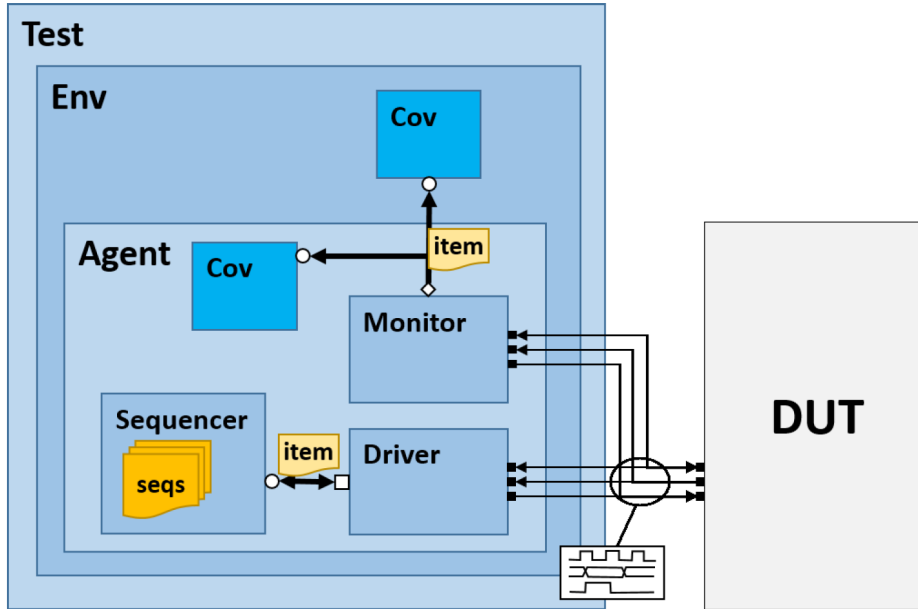 Test
Env
Cov
Agent
item
Cov
Monitor
DUT
Sequencer
item
Driver
seqs